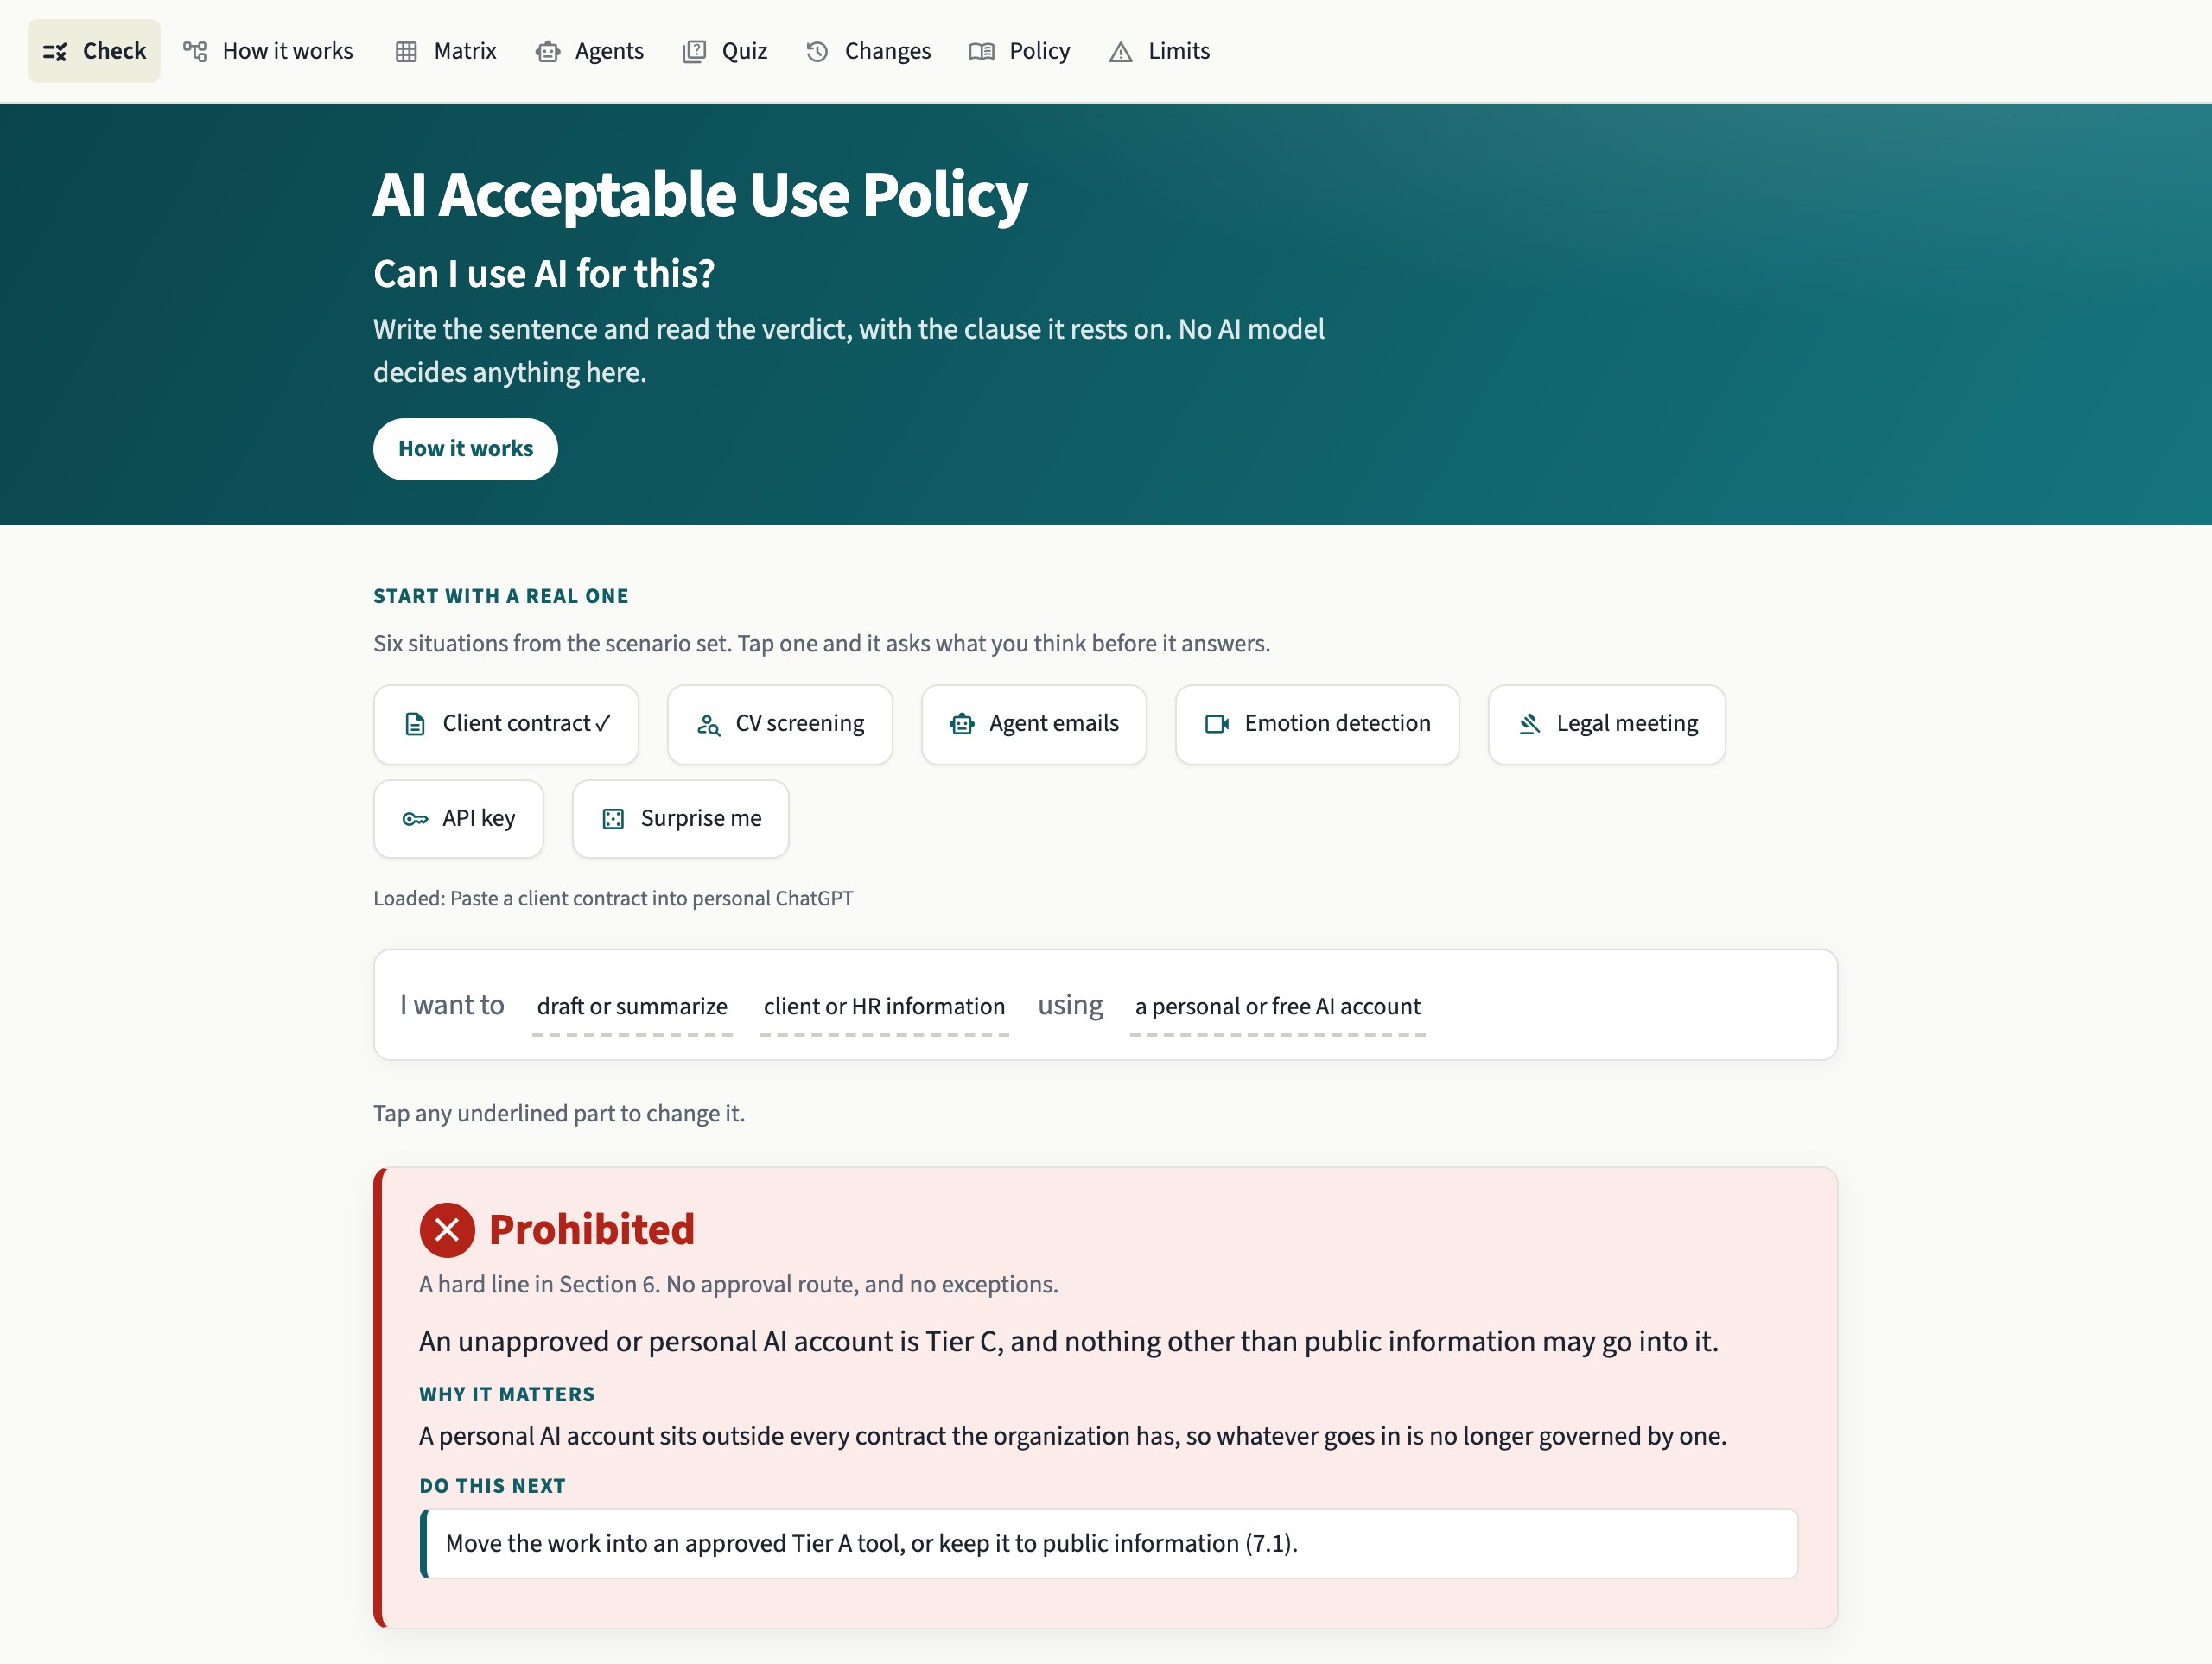 Check How it works Matrix Agents Quiz Changes Policy Limits
AI Acceptable Use Policy
Can I use AI for this?
Write the sentence and read the verdict, with the clause it rests on. No AI model
decides anything here.
How it works
START WITH A REAL ONE
Six situations from the scenario set. Tap one and it asks what you think before it answers.
Client contract ✓ CV screening Agent emails Emotion detection Legal meeting
API key Surprise me
Loaded: Paste a client contract into personal ChatGPT
I want to draft or summarize client or HR information using a personal or free AI account
Tap any underlined part to change it.
Prohibited
A hard line in Section 6. No approval route, and no exceptions.
An unapproved or personal AI account is Tier C, and nothing other than public information may go into it.
WHY IT MATTERS
A personal AI account sits outside every contract the organization has, so whatever goes in is no longer governed by one.
DO THIS NEXT
Move the work into an approved Tier A tool, or keep it to public information (7.1).